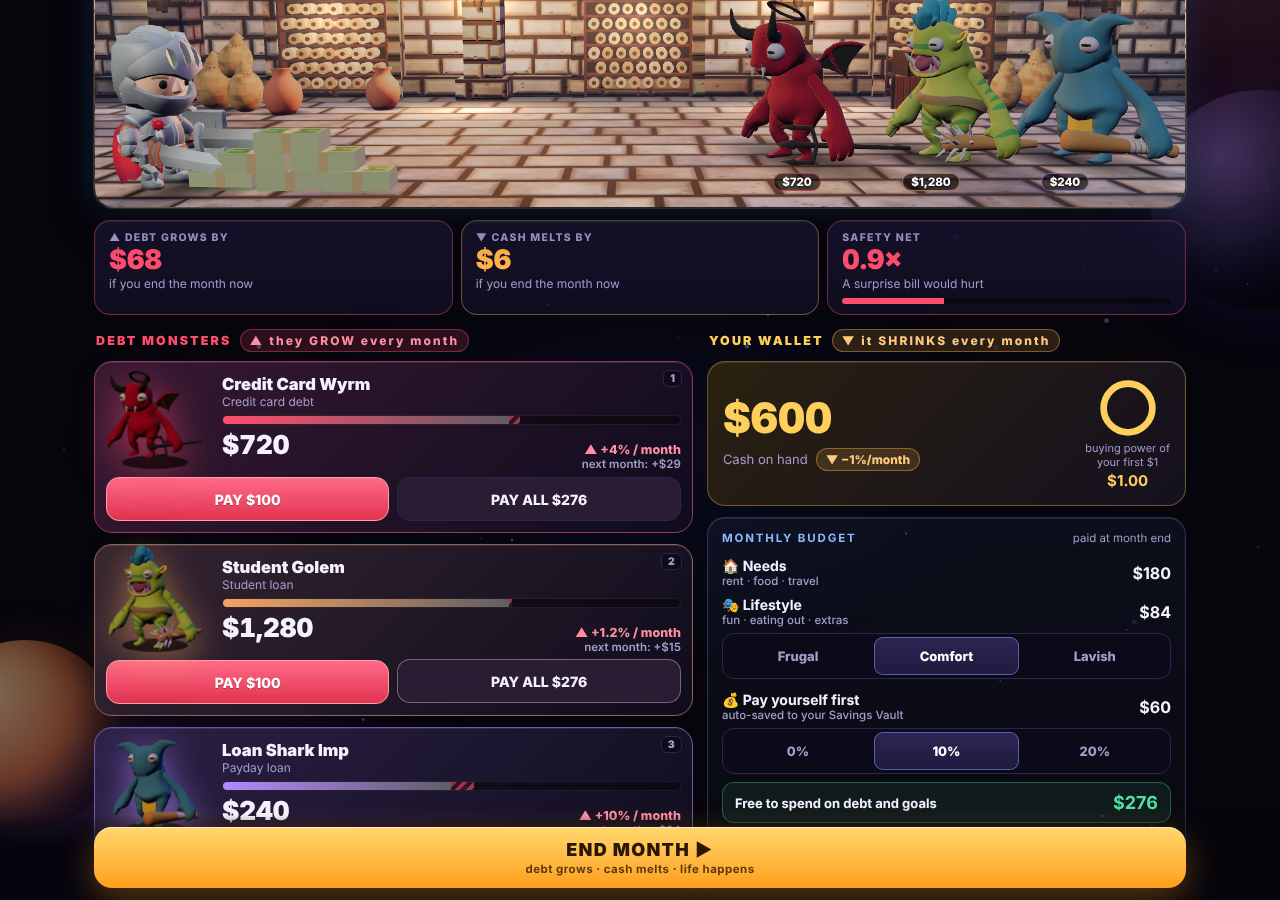 $720
$1,280
$240
▲ DEBT GROWS BY
$68
if you end the month now
▼ CASH MELTS BY
$6
if you end the month now
SAFETY NET
0.9×
A surprise bill would hurt
DEBT MONSTERS
▲ they GROW every month
Credit Card Wyrm
1
Credit card debt
$720
▲ +4% / month
next month: +$29
PAY $100
PAY ALL $276
Student Golem
2
Student loan
$1,280
▲ +1.2% / month
next month: +$15
PAY $100
PAY ALL $276
Loan Shark Imp
3
Payday loan
$240
▲ +10% / month
YOUR WALLET
▼ it SHRINKS every month
$600
Cash on hand
▼ −1%/month
buying power of
your first $1
$1.00
MONTHLY BUDGET
paid at month end
🏠 Needs
rent · food · travel
$180
🎭 Lifestyle
fun · eating out · extras
$84
Frugal
Comfort
Lavish
💰 Pay yourself first
auto-saved to your Savings Vault
$60
0%
10%
20%
Free to spend on debt and goals
$276
END MONTH ▶
debt grows · cash melts · life happens